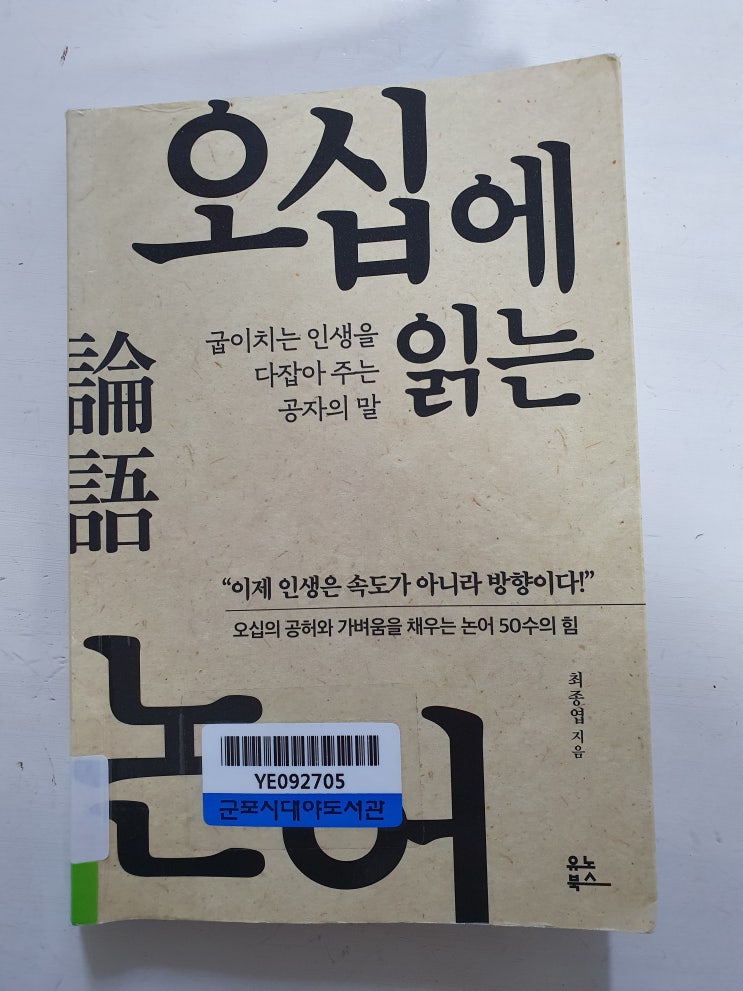 오십에
읽는
굽이치는 인생을
다잡아 주는
공자의 말
論語
“이제 인생은 속도가 아니라 방향이다!”
오십의 공허와 가벼움을 채우는 논어 50수의 힘
최종엽 지음
논어
YE092705
군포시대야도서관
유노
북스